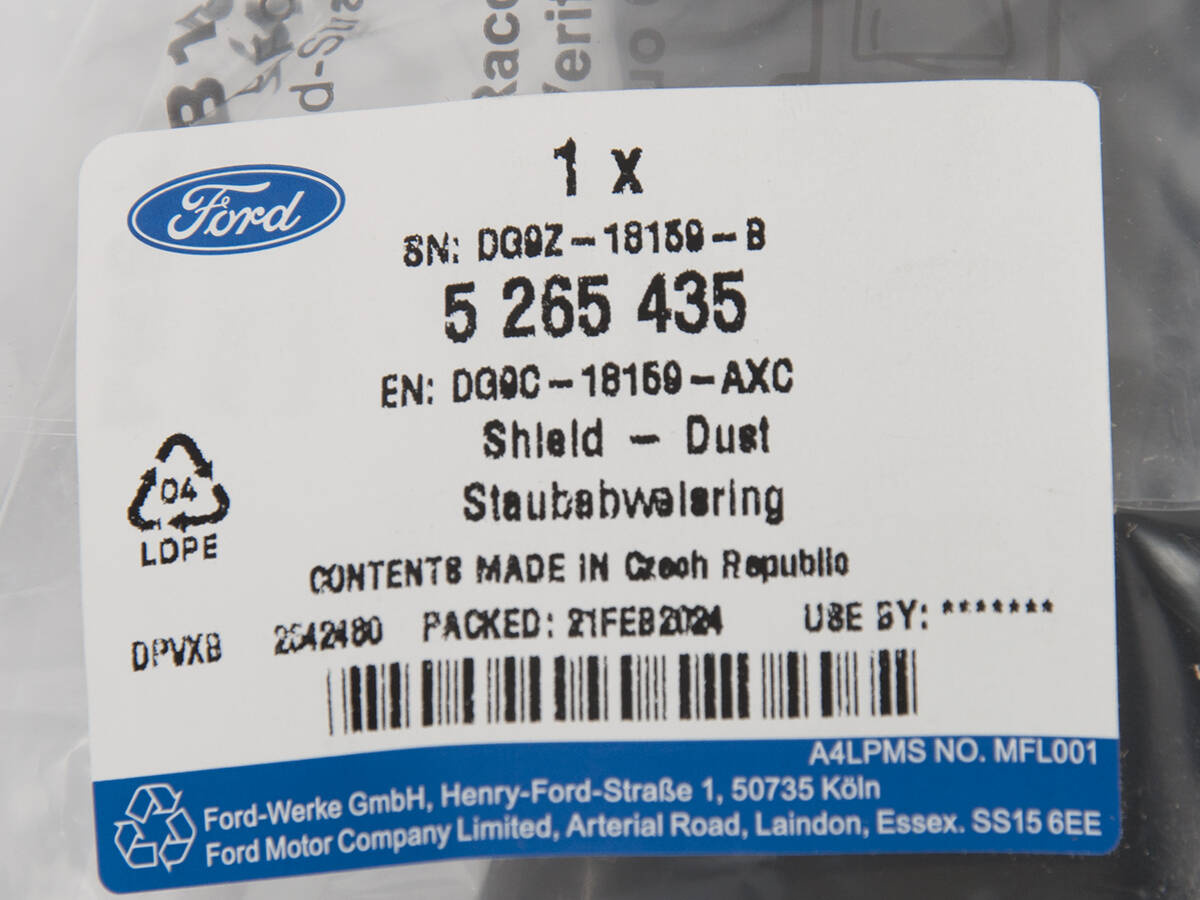 Ford
1 x
SN: DG9Z-18159-B
5 265 435
EN: DG9C-18159-AXC
Shield - Dust
Staubabweisring
04
LDPE
CONTENTS MADE IN Czech Republic
DPVXB 2542480 PACKED: 21FEB2024 USE BY: *******
A4LPMS NO. MFL001
Ford-Werke GmbH, Henry-Ford-Straße 1, 50735 Köln
Ford Motor Company Limited, Arterial Road, Laindon, Essex. SS15 6EE